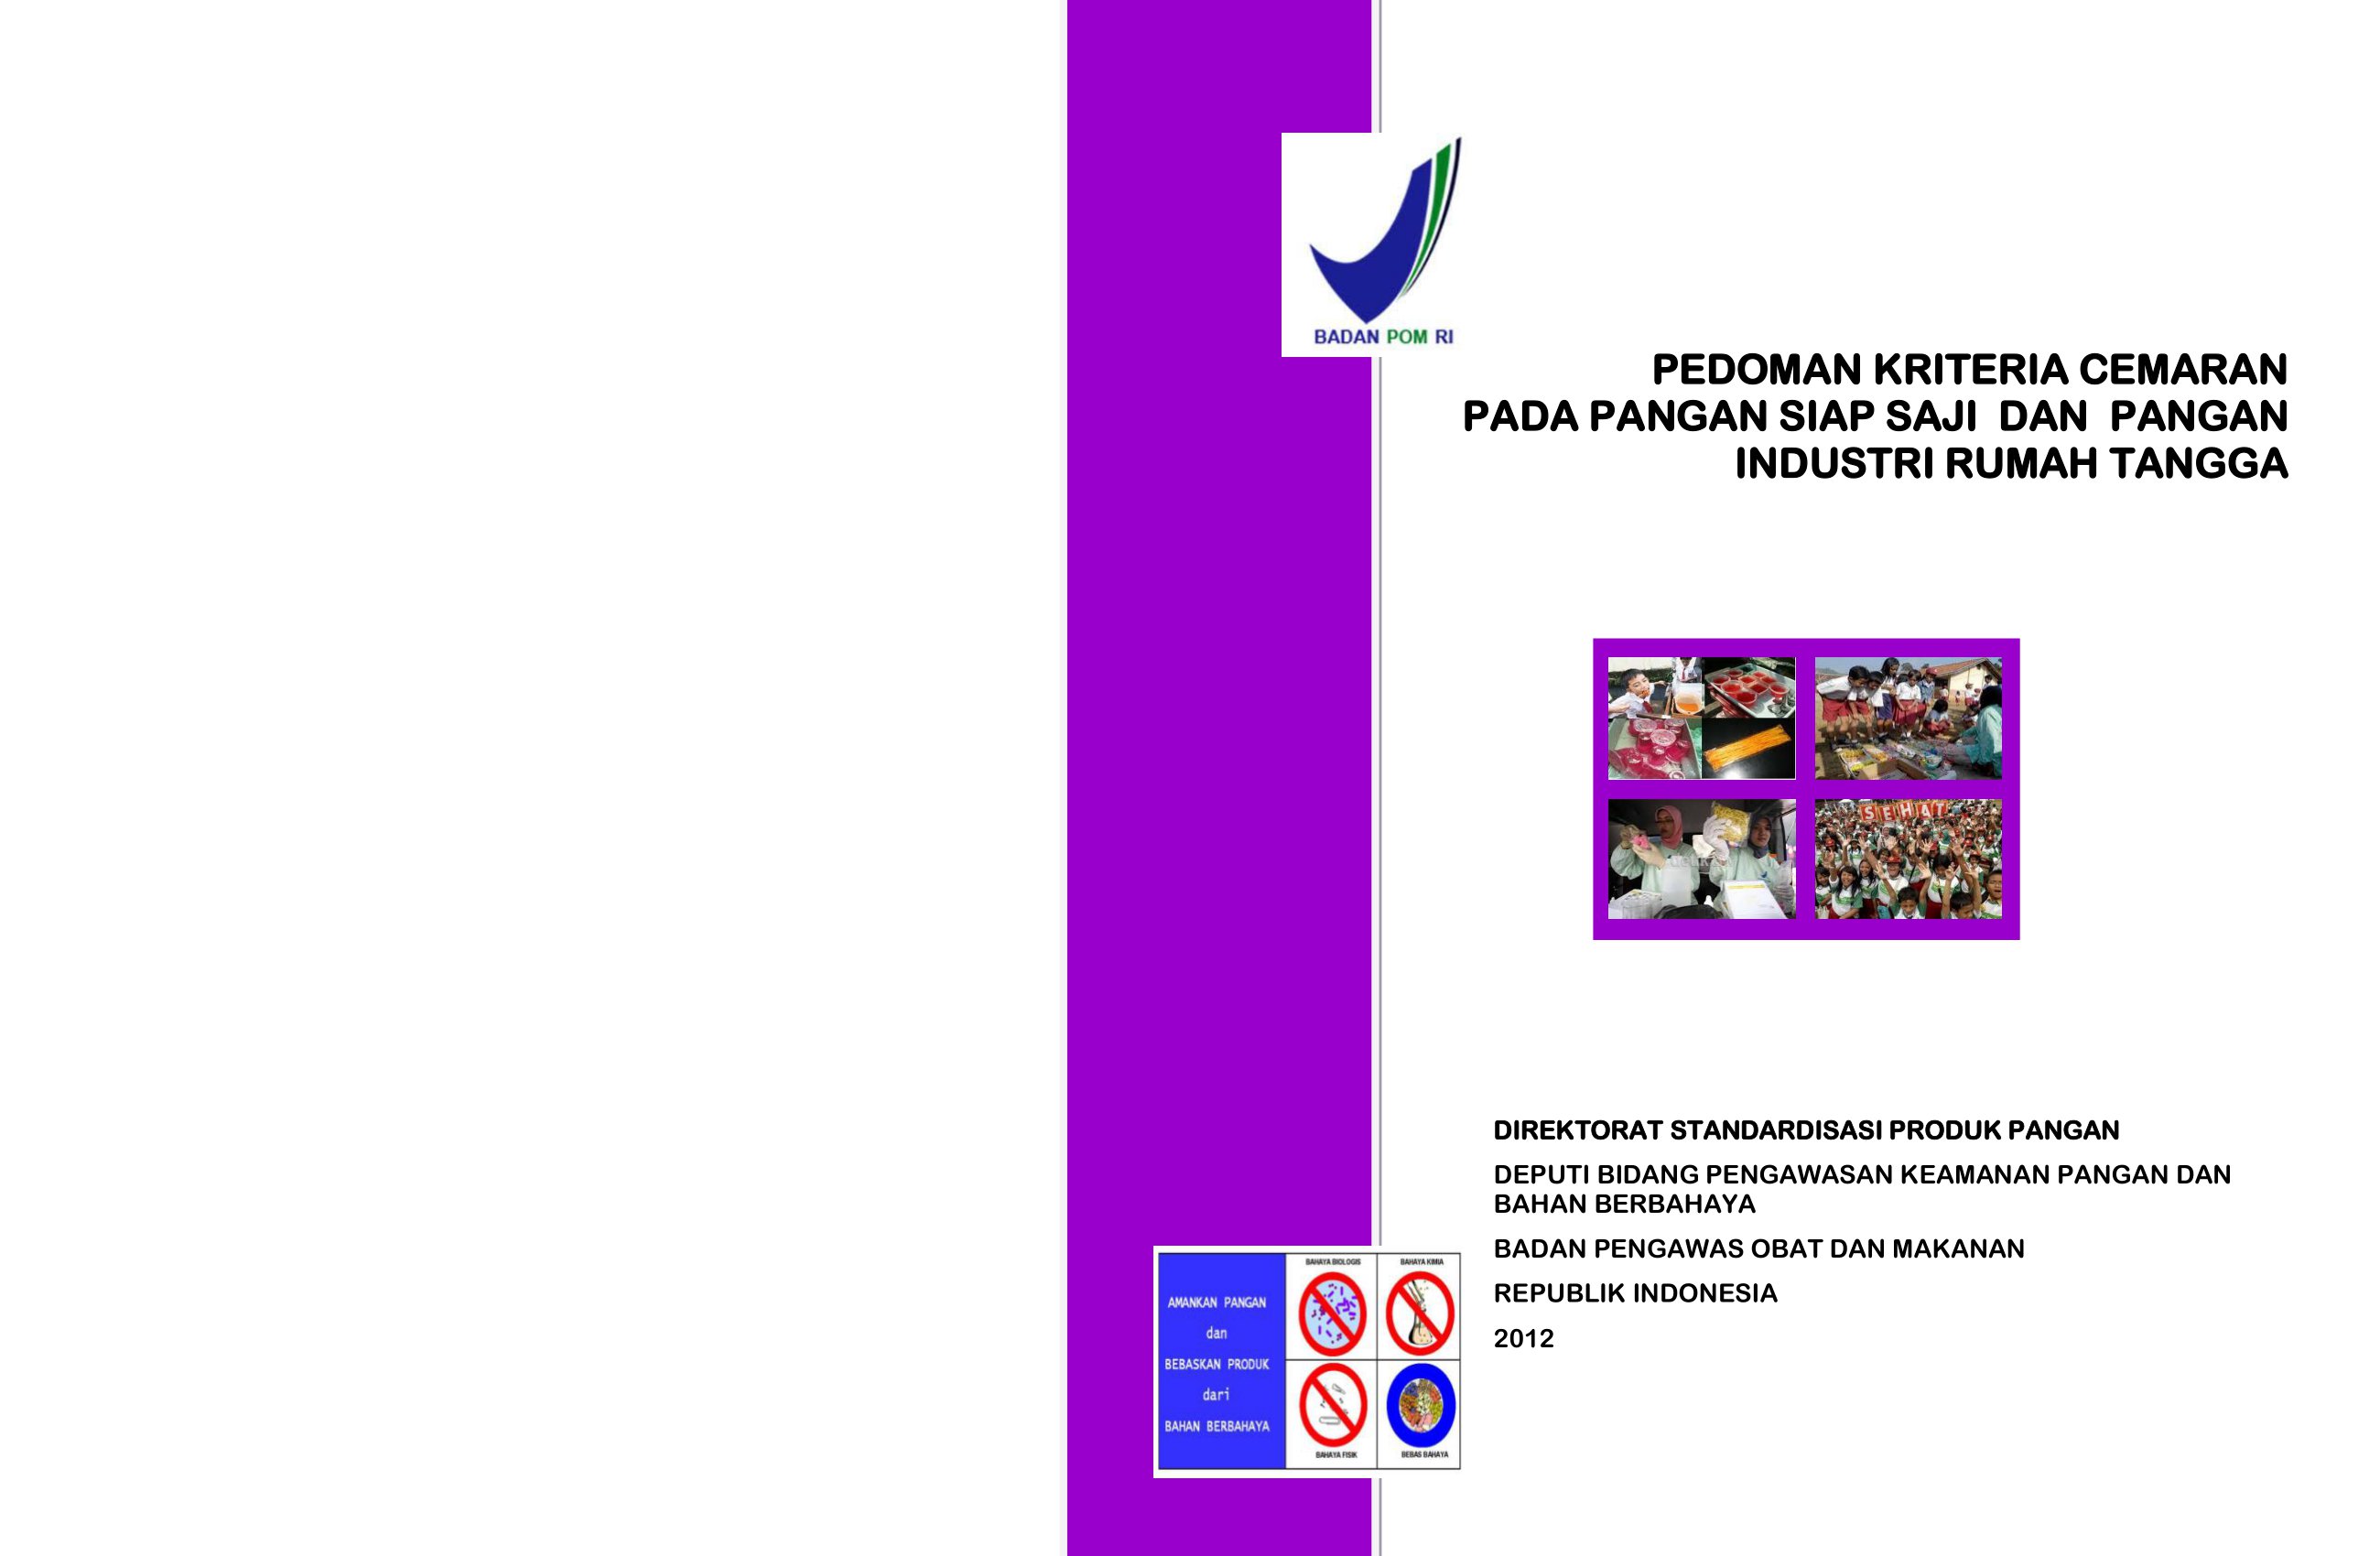 BADAN POM RI
PEDOMAN KRITERIA CEMARAN
PADA PANGAN SIAP SAJI DAN PANGAN
INDUSTRI RUMAH TANGGA
SEHAT
DIREKTORAT STANDARDISASI PRODUK PANGAN
DEPUTI BIDANG PENGAWASAN KEAMANAN PANGAN DAN
BAHAN BERBAHAYA
BADAN PENGAWAS OBAT DAN MAKANAN
REPUBLIK INDONESIA
2012
AMANKAN PANGAN
dan
BEBASKAN PRODUK
dari
BAHAN BERBAHAYA
BAHAYA BIOLOGIS
BAHAYA KIMIA
BAHAYA FISIK
BEBAS BAHAYA